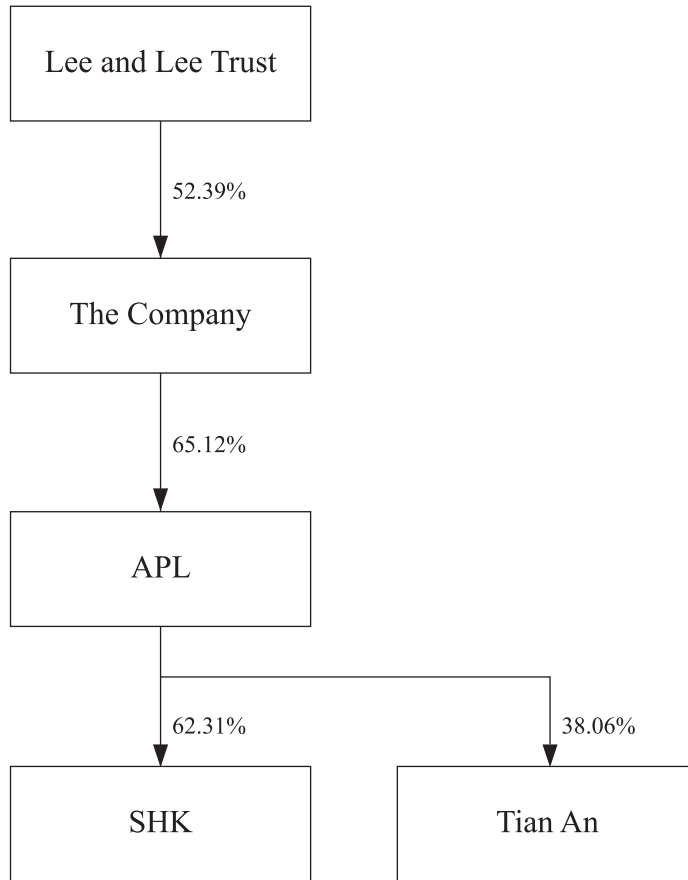 Lee and Lee Trust
52.39%
The Company
65.12%
APL
62.31%
38.06%
SHK
Tian An